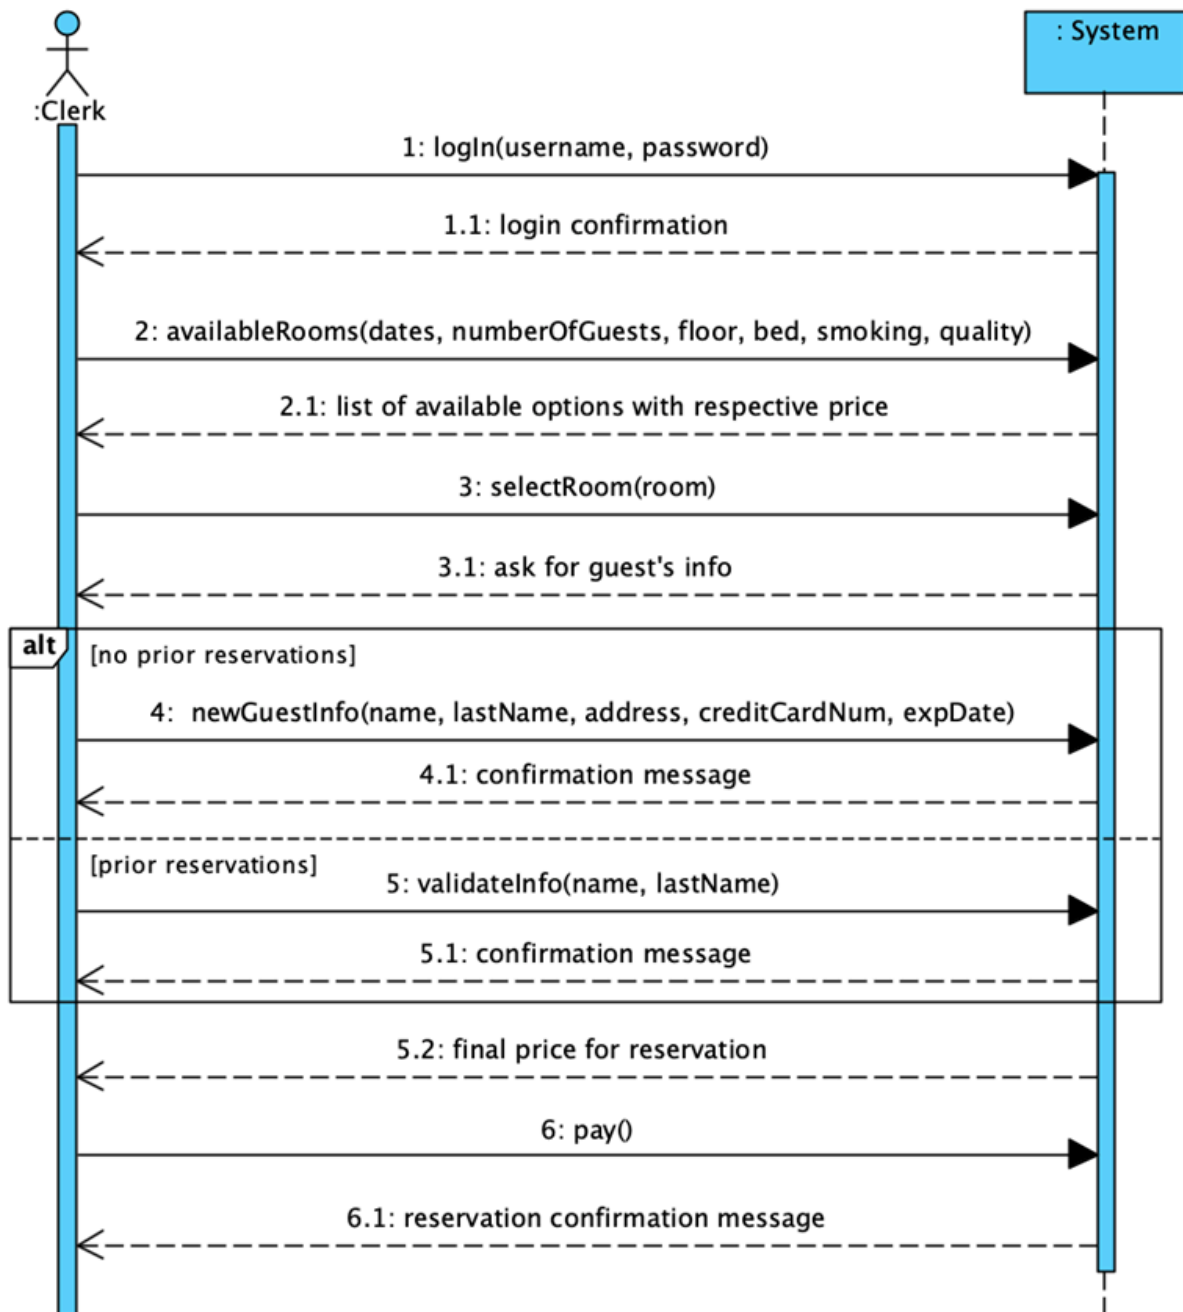 : System
:Clerk
1: logIn(username, password)
1.1: login confirmation
2: availableRooms(dates, numberOfGuests, floor, bed, smoking, quality)
2.1: list of available options with respective price
3: selectRoom(room)
3.1: ask for guest's info
alt
[no prior reservations]
4:  newGuestInfo(name, lastName, address, creditCardNum, expDate)
4.1: confirmation message
[prior reservations]
5: validateInfo(name, lastName)
5.1: confirmation message
5.2: final price for reservation
6: pay()
6.1: reservation confirmation message